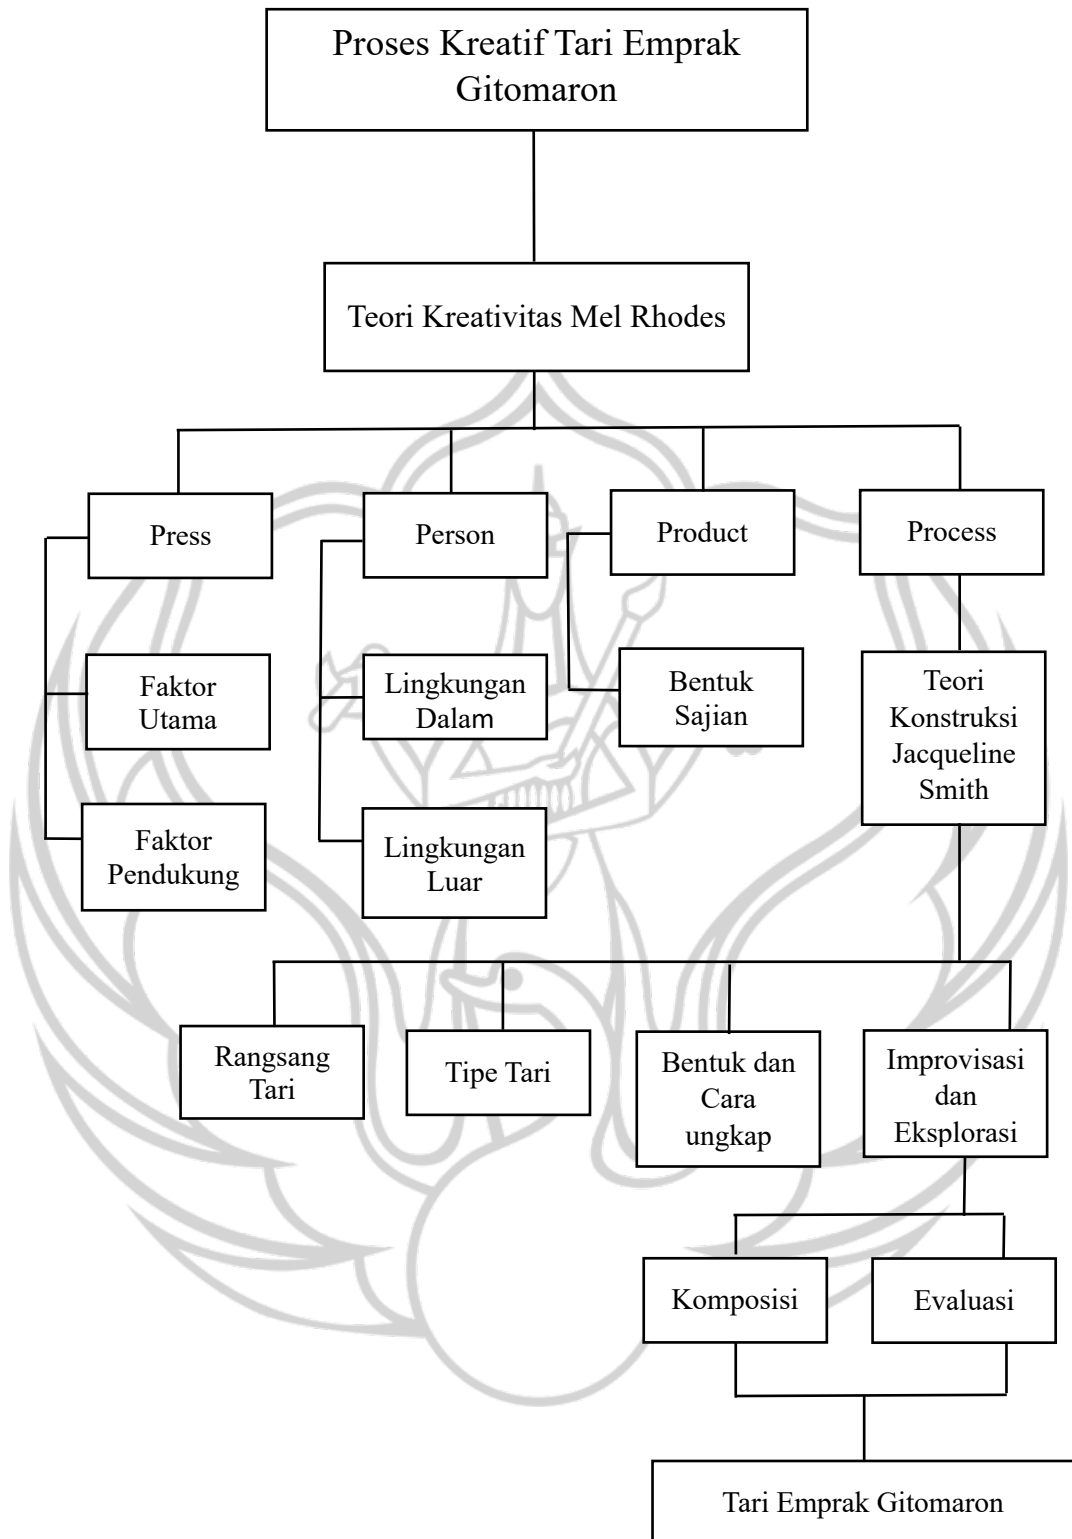 Proses Kreatif Tari Emprak
Gitomaron
Teori Kreativitas Mel Rhodes
Press
Person
Product
Process
Faktor
Utama
Lingkungan
Dalam
Bentuk
Sajian
Teori
Konstruksi
Jacqueline
Smith
Faktor
Pendukung
Lingkungan
Luar
Rangsang
Tari
Tipe Tari
Bentuk dan
Cara
ungkap
Improvisasi
dan
Eksplorasi
Komposisi
Evaluasi
Tari Emprak Gitomaron